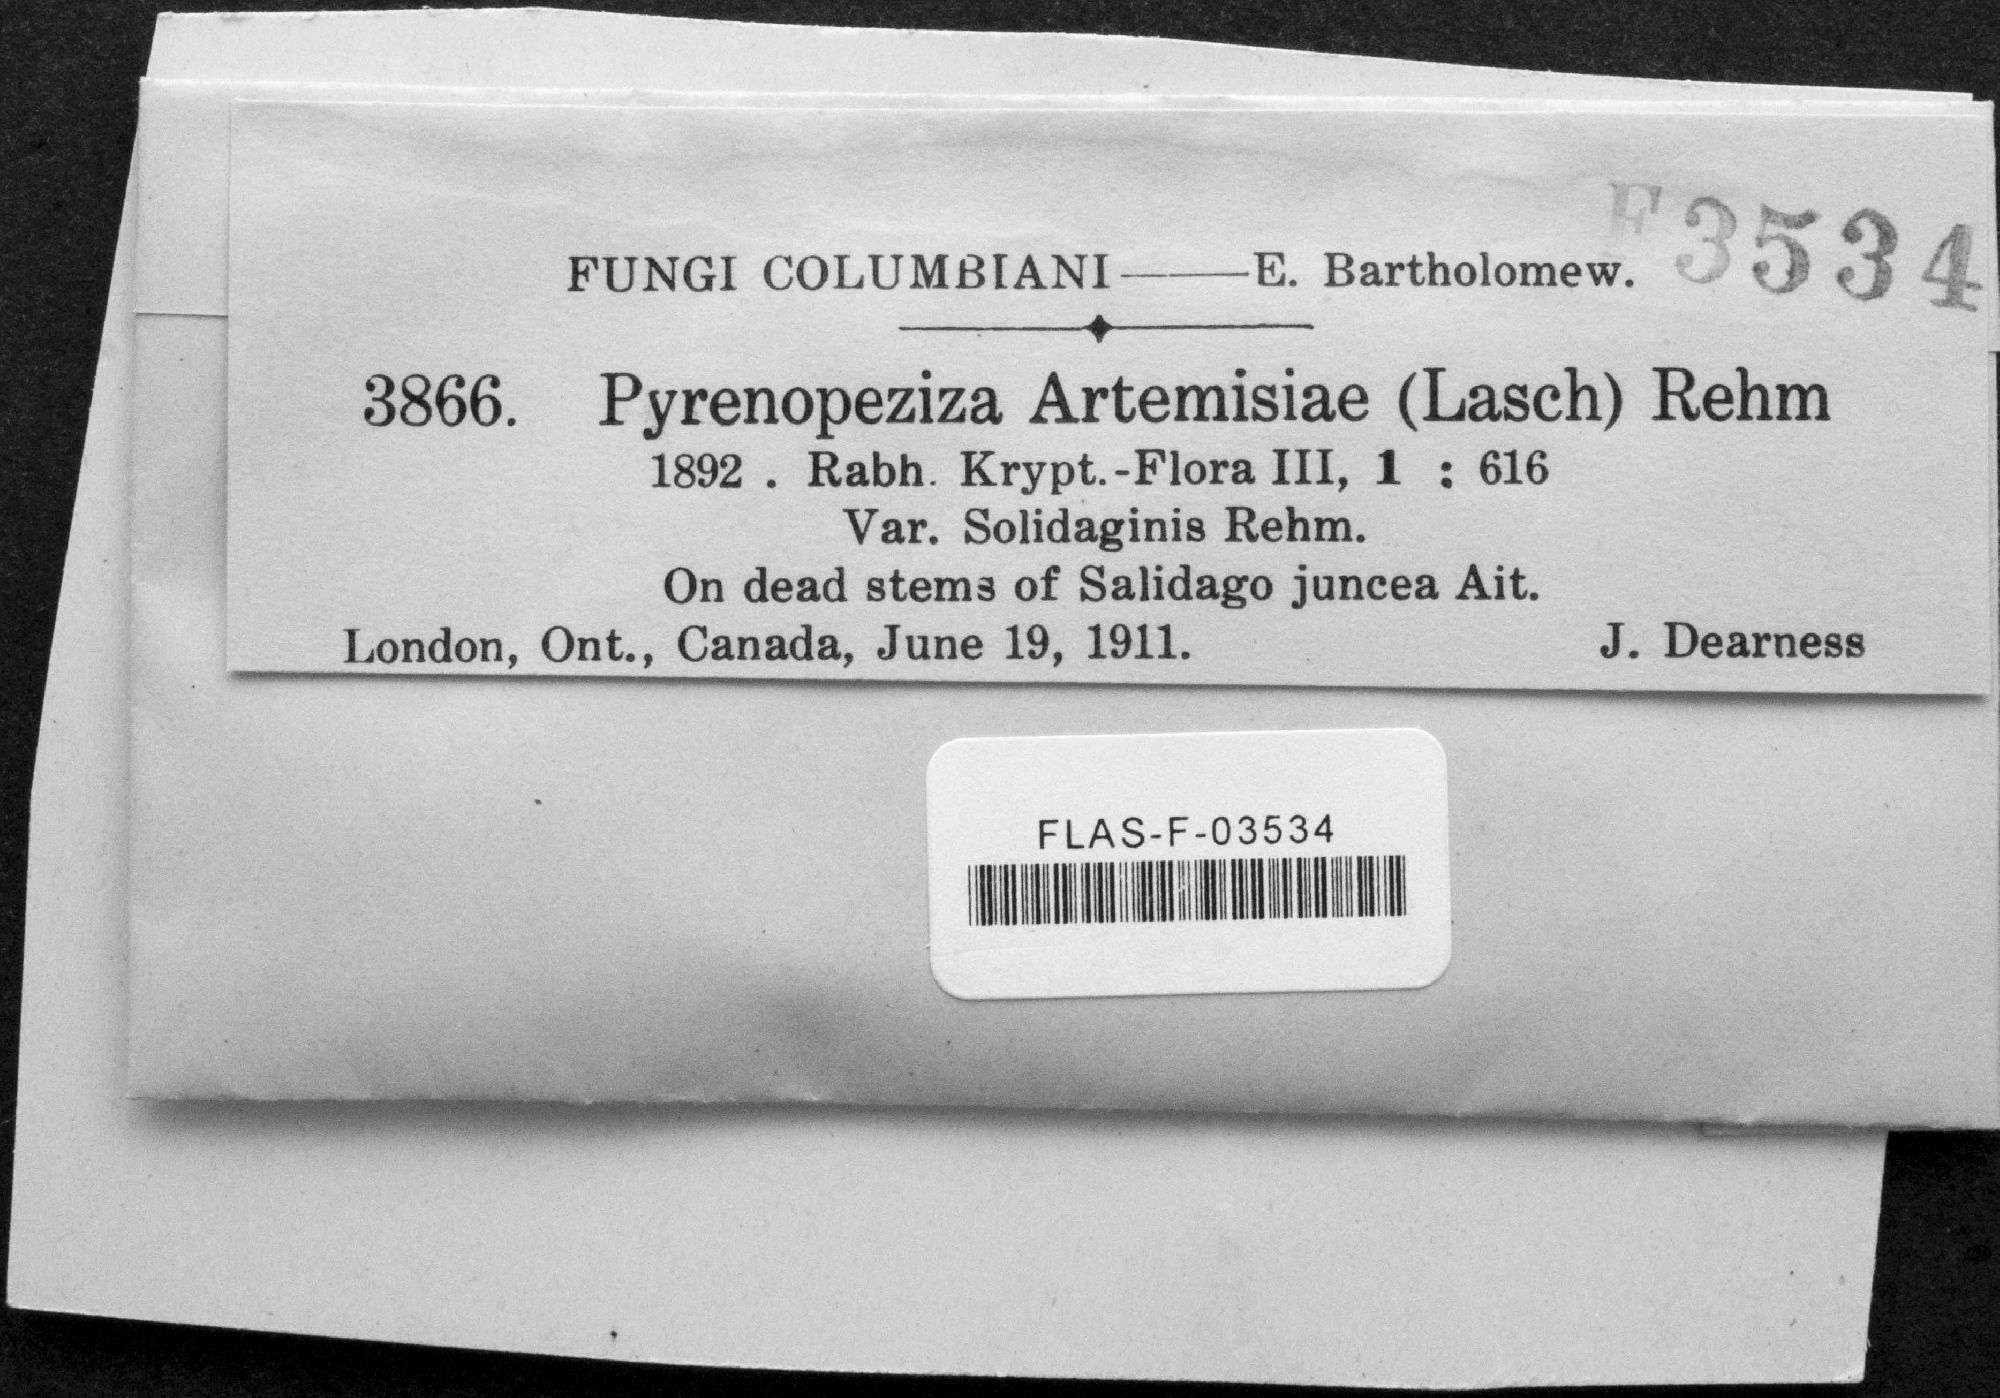 F3534
FUNGI COLUMBIANI——E. Bartholomew.
3866. Pyrenopeziza Artemisiae (Lasch) Rehm
1892 . Rabh. Krypt.-Flora III, 1 : 616
Var. Solidaginis Rehm.
On dead stems of Salidago juncea Ait.
London, Ont., Canada, June 19, 1911. J. Dearness
FLAS-F-03534